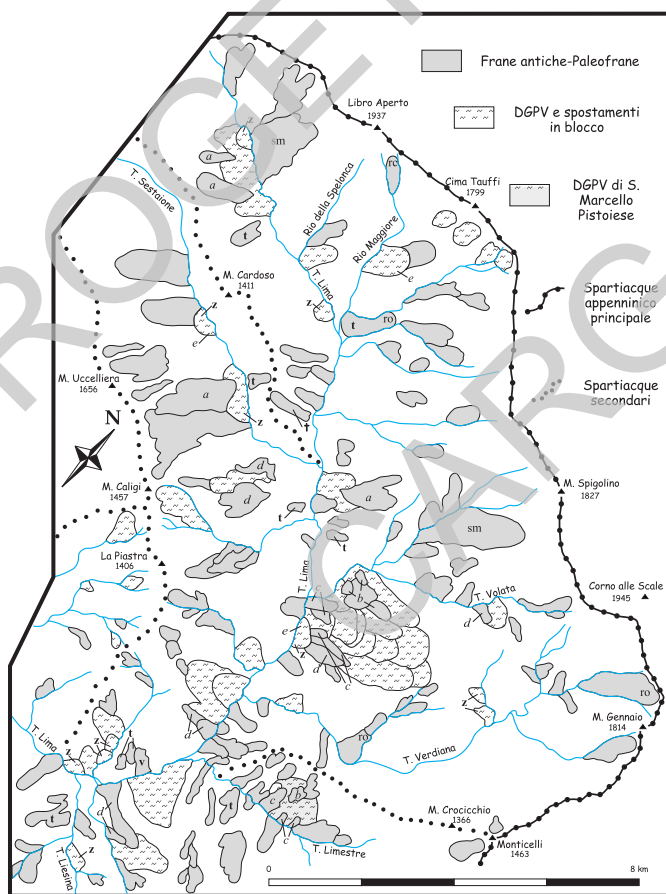 Frane antiche-Paleofrane
DGPV e spostamenti
in blocco
DGPV di S.
Marcello
Pistoiese
Spartiacque
appenninico
principale
Spartiacque
secondari
Libro Aperto
1937
Cima Tauffi
1799
z
sm
a
a
t
rc
T. Sestaione
Rio della Spelonca
Rio Maggiore
T. Lima
e
M. Cardoso
1411
z
z
t
ro
e
M. Uccelliera
1656
a
t
z
t
N
M. Caligi
1457
d
d
a
t
t
sm
M. Spigolino
1827
La Piastra
1406
T. Lima
c
b
T. Volata
d
Corno alle Scale
1945
e
z
d
c
ro
M. Gennaio
1814
z
T. Lima
z
z
t
v
d
ro
T. Verdiana
t
d
t
c
b
c
M. Crocicchio
1366
Monticelli
1463
T. Limestre
z
T. Liesina
0
8 km
PROGETTO
CARG